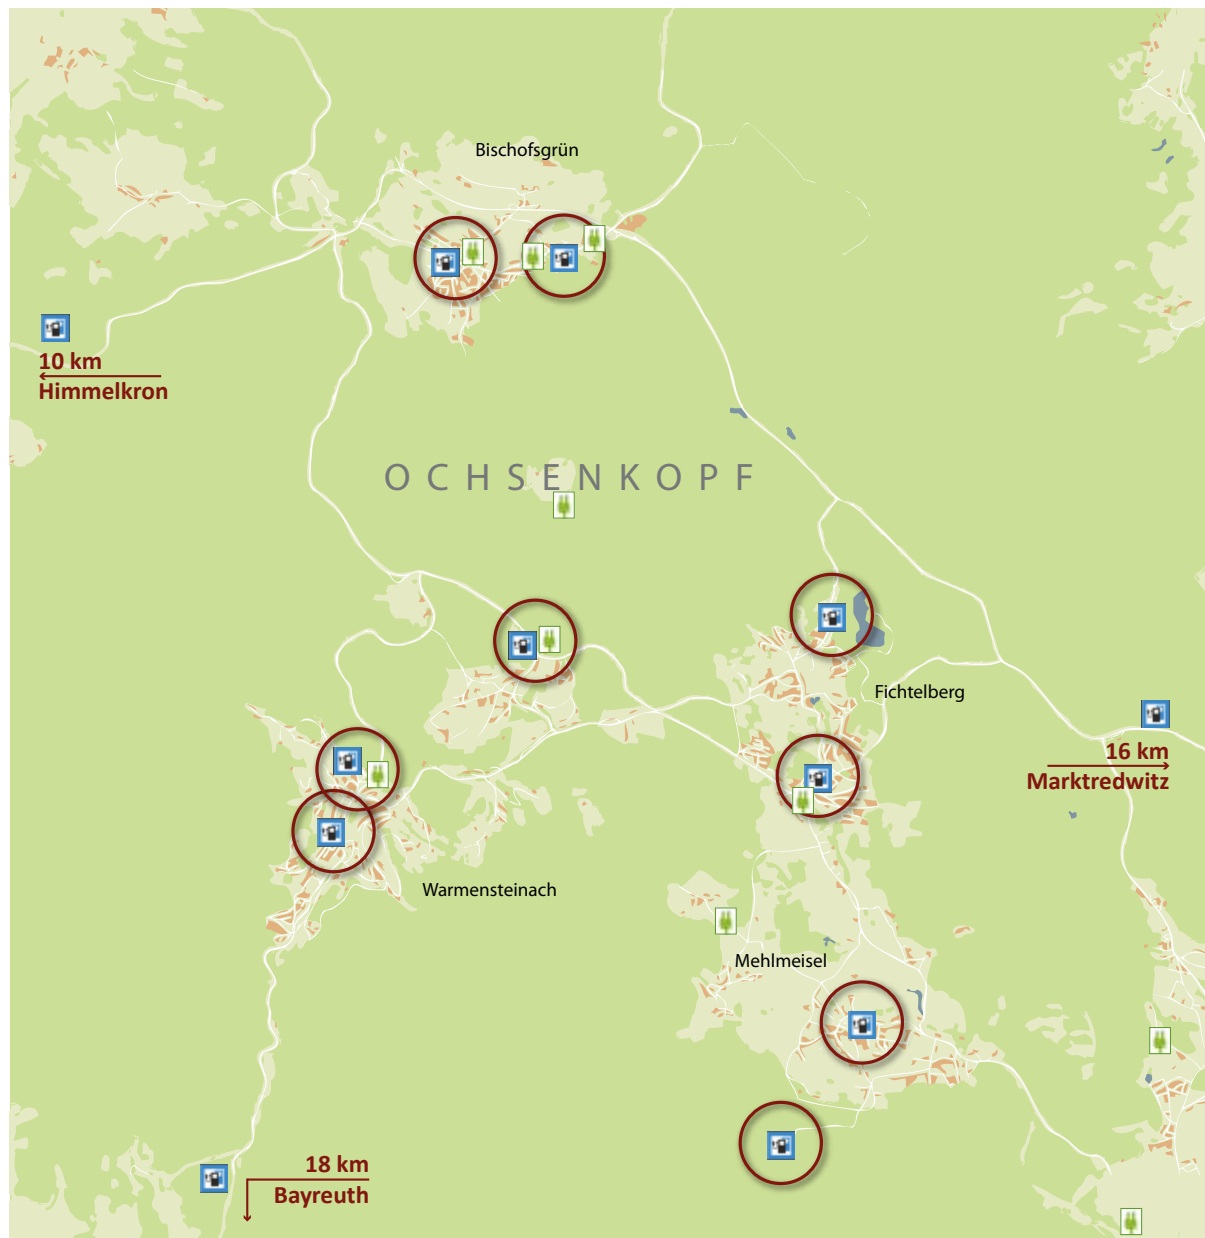 Bischofsgrün
10 km
Himmelkron
OCHSENKOPF
Fichtelberg
16 km
Marktredwitz
Warmensteinach
Mehlmeisel
18 km
Bayreuth